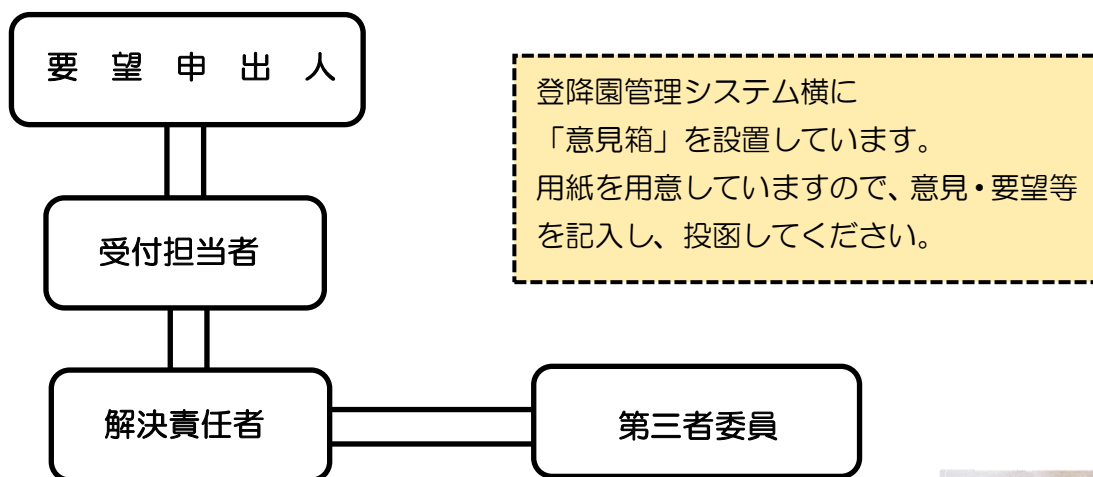 要望申出人
登降園管理システム横に
「意見箱」を設置しています。
用紙を用意していますので、意見・要望等
を記入し、投函してください。
受付担当者
解決責任者
第三者委員